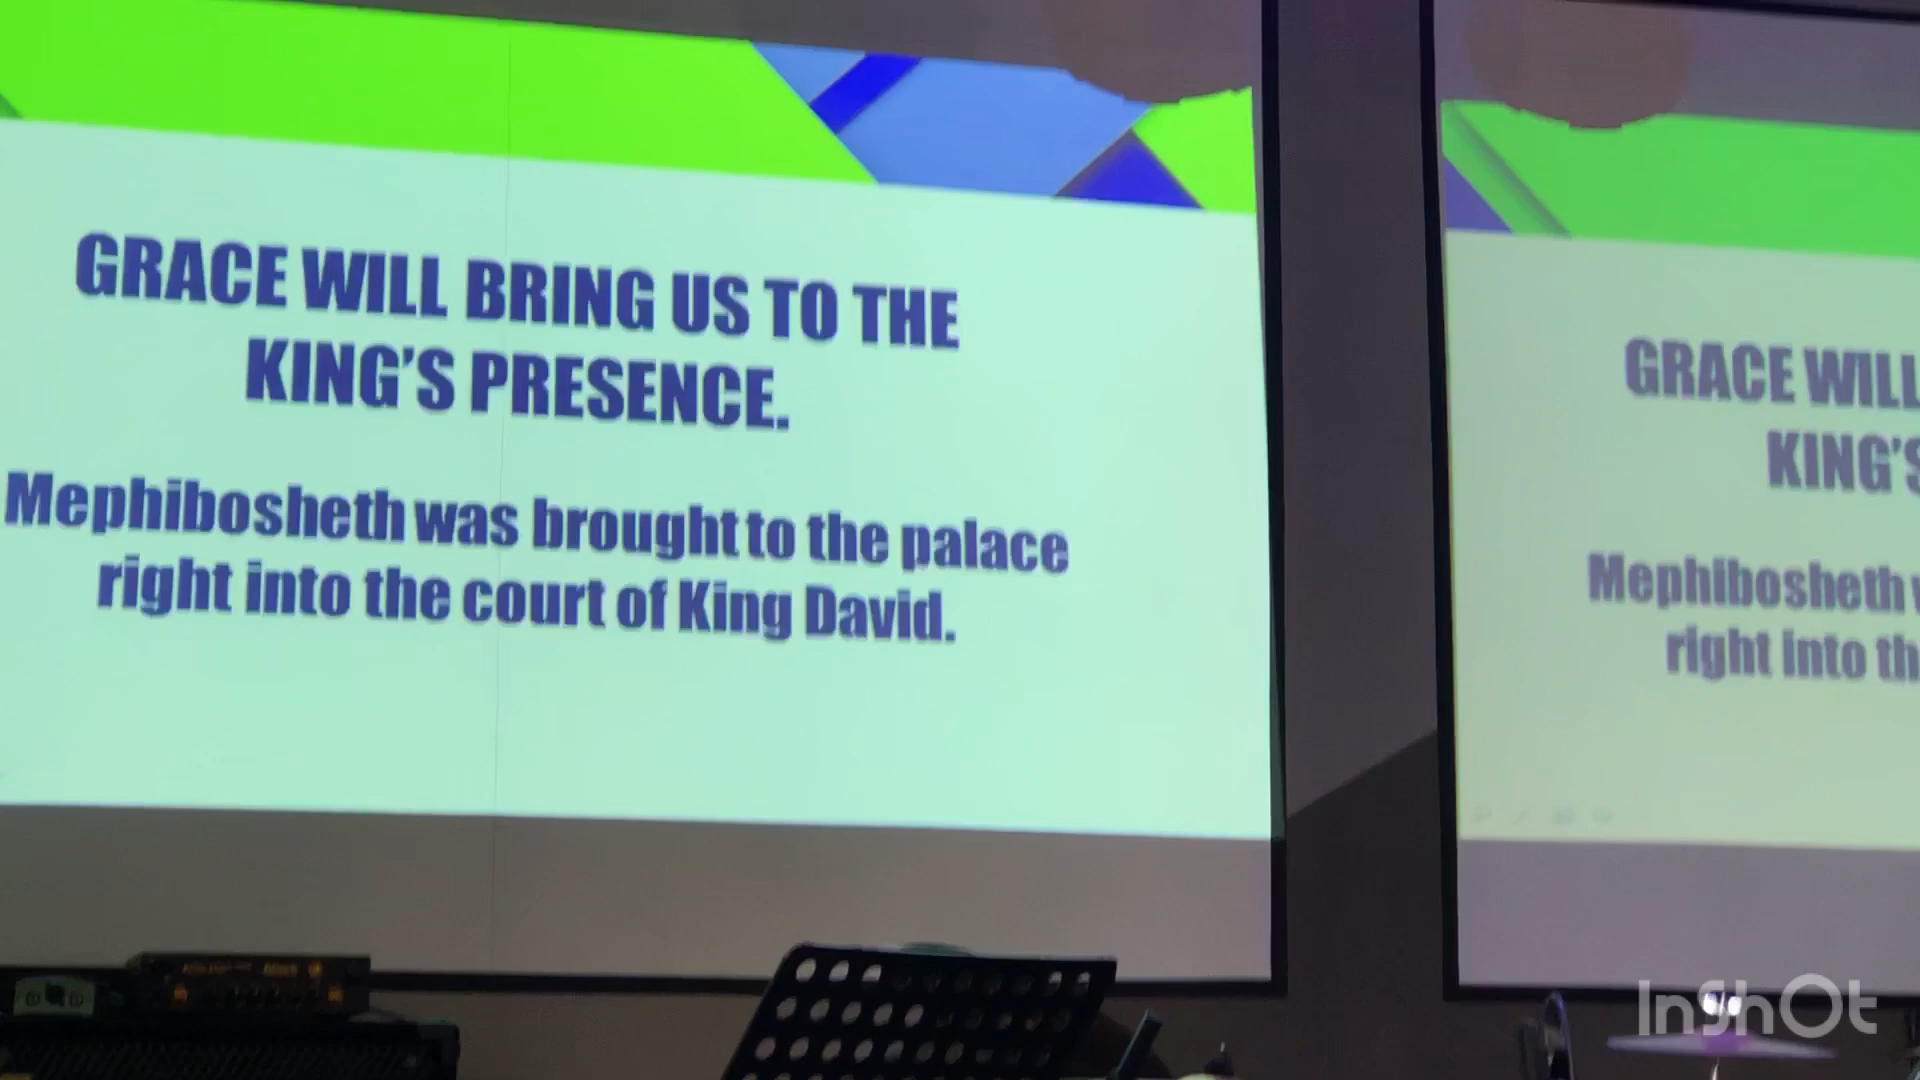 GRACE WILL BRING US TO THE
KING'S PRESENCE.
Mephibosheth was brought to the palace
right into the court of King David.
GRACE WILL
KING'S
Mephibosheth
right into th
InShOt